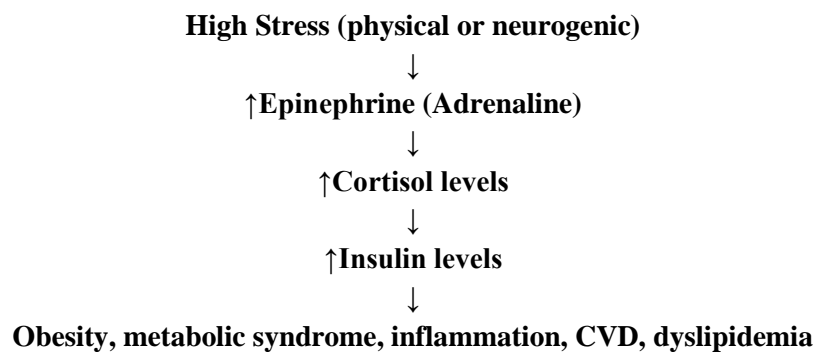 High Stress (physical or neurogenic)
↓
↑Epinephrine (Adrenaline)
↓
↑Cortisol levels
↓
↑Insulin levels
↓
Obesity, metabolic syndrome, inflammation, CVD, dyslipidemia